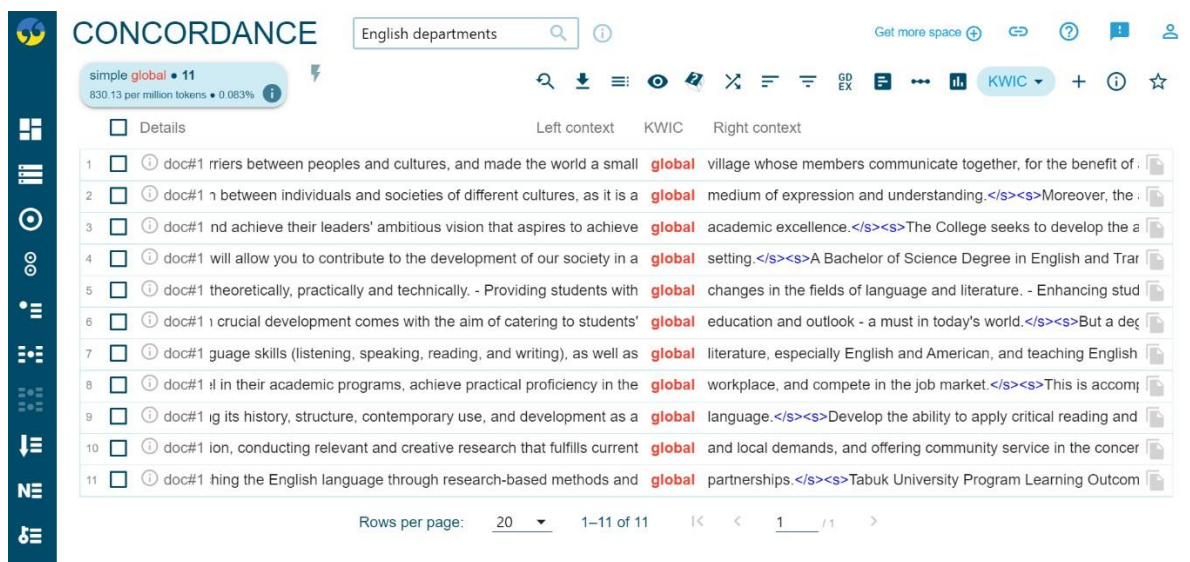 CONCORDANCE
English departments
Get more space
simple global • 11
830.13 per million tokens • 0.083%
GD EX
KWIC
Details Left context KWIC Right context
1 doc#1 rriers between peoples and cultures, and made the world a small global village whose members communicate together, for the benefit of
2 doc#1 between individuals and societies of different cultures, as it is a global medium of expression and understanding.</s><s>Moreover, the
3 doc#1 nd achieve their leaders' ambitious vision that aspires to achieve global academic excellence.</s><s>The College seeks to develop the a
4 doc#1 will allow you to contribute to the development of our society in a global setting.</s><s>A Bachelor of Science Degree in English and Trar
5 doc#1 theoretically, practically and technically. - Providing students with global changes in the fields of language and literature. - Enhancing stud
6 doc#1 crucial development comes with the aim of catering to students' global education and outlook - a must in today's world.</s><s>But a deg
7 doc#1 guage skills (listening, speaking, reading, and writing), as well as global literature, especially English and American, and teaching English
8 doc#1 el in their academic programs, achieve practical proficiency in the global workplace, and compete in the job market.</s><s>This is accomp
9 doc#1 ng its history, structure, contemporary use, and development as a global language.</s><s>Develop the ability to apply critical reading and
10 doc#1 ion, conducting relevant and creative research that fulfills current global and local demands, and offering community service in the concer
11 doc#1 hing the English language through research-based methods and global partnerships.</s><s>Tabuk University Program Learning Outcom
Rows per page: 20 1–11 of 11 1 / 1